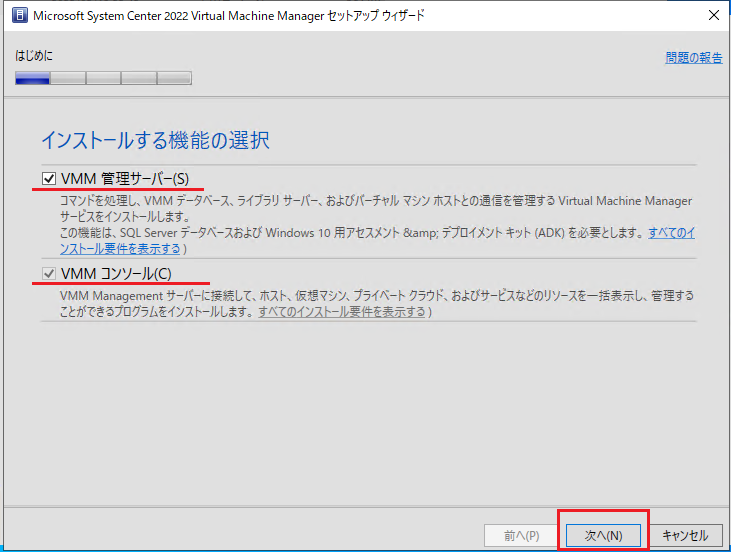 Microsoft System Center 2022 Virtual Machine Manager セットアップ ウィザード
はじめに
問題の報告
インストールする機能の選択
VMM 管理サーバー(S)
コマンドを処理し、VMM データベース、ライブラリ サーバー、およびバーチャル マシン ホストとの通信を管理する Virtual Machine Manager
サービスをインストールします。
この機能は、SQL Server データベースおよび Windows 10 用アセスメント &amp; デプロイメント キット (ADK) を必要とします。 すべてのイ
ンストール要件を表示する )
VMM コンソール(C)
VMM Management サーバーに接続して、ホスト、仮想マシン、プライベート クラウド、およびサービスなどのリソースを一括表示し、管理する
ことができるプログラムをインストールします。 すべてのインストール要件を表示する )
前へ(P)
次へ(N)
キャンセル